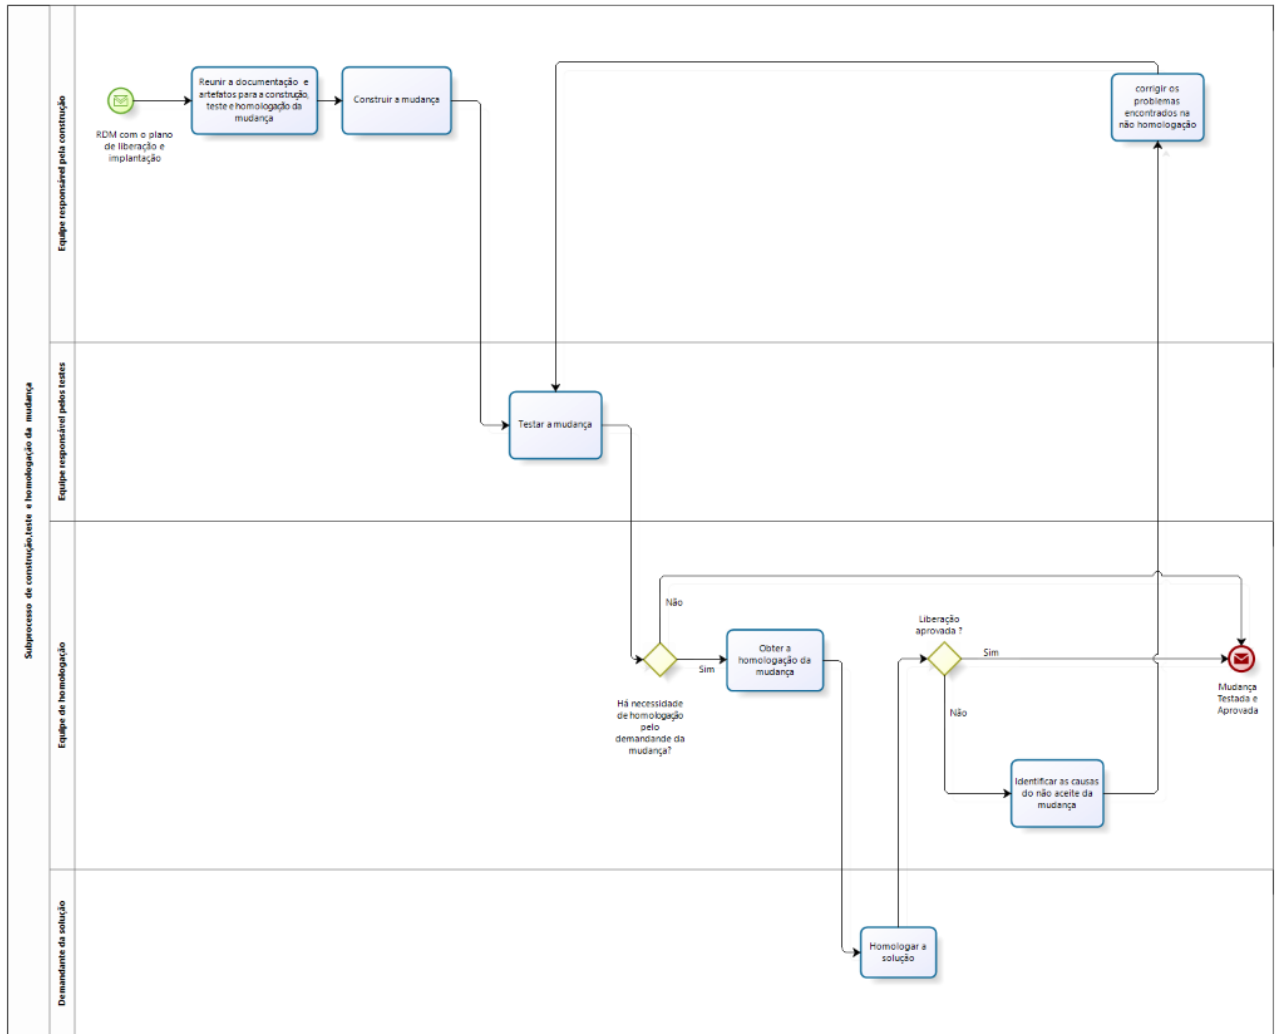 Subprocesso de construção,teste e homologação da mudança
Equipe responsável pela construção
RDM com o plano
de liberação e
implantação
Reunir a documentação e
artefatos para a construção,
teste e homologação da
mudança
Construir a mudança
corrigir os
problemas
encontrados na
não homologação
Equipe responsável pelos testes
Testar a mudança
Equipe de homologação
Não
Sim
Há necessidade
de homologação
pelo
demandande da
mudança?
Obter a
homologação da
mudança
Liberação
aprovada ?
Sim
Não
Identificar as causas
do não aceite da
mudança
Mudança
Testada e
Aprovada
Demandante da solução
Homologar a
solução